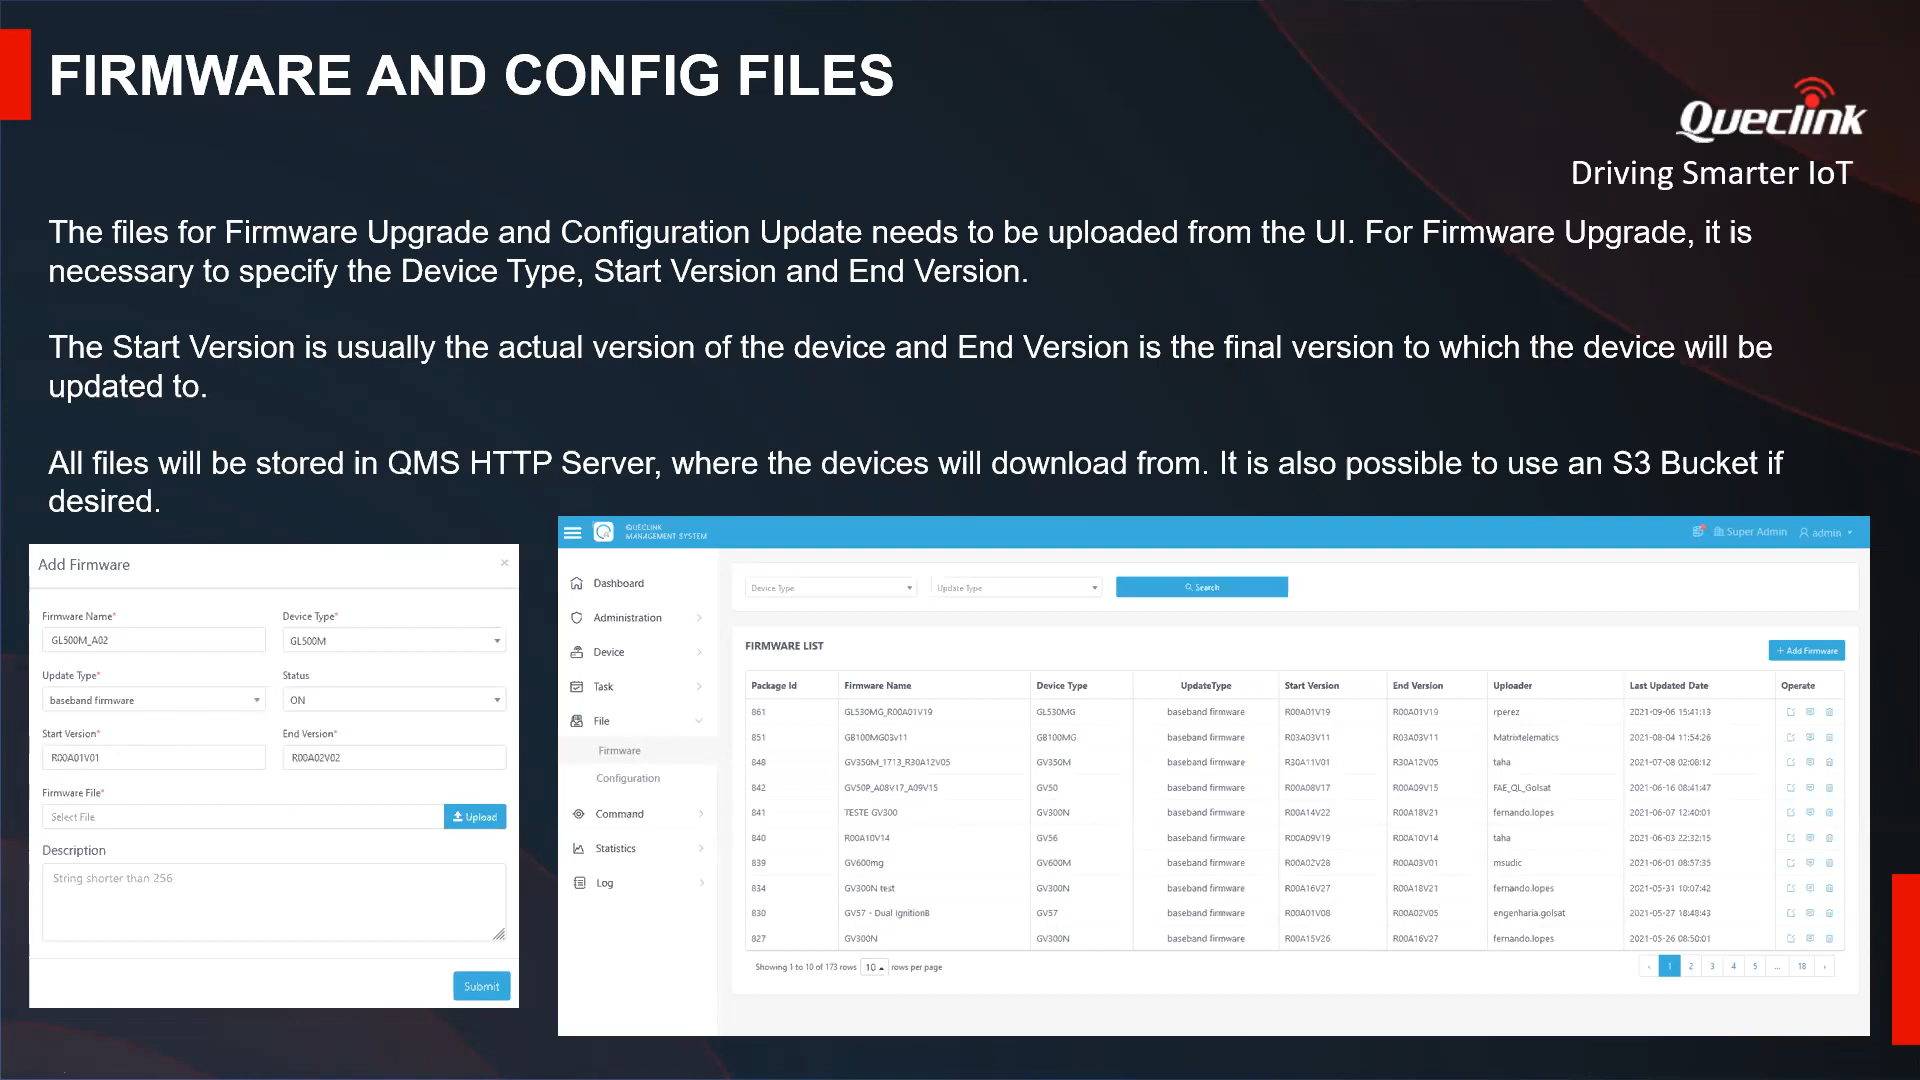 FIRMWARE AND CONFIG FILES
Queclink
Driving Smarter IoT
The files for Firmware Upgrade and Configuration Update needs to be uploaded from the UI. For Firmware Upgrade, it is
necessary to specify the Device Type, Start Version and End Version.
The Start Version is usually the actual version of the device and End Version is the final version to which the device will be
updated to.
All files will be stored in QMS HTTP Server, where the devices will download from. It is also possible to use an S3 Bucket if
desired.
Add Firmware ×
Firmware Name* Device Type*
GL500M_A02 GL500M
Update Type* Status
baseband firmware ON
Start Version* End Version*
R00A01V01 R00A02V02
Firmware File*
Select File Upload
Description
String shorter than 256
Submit
QUECLINK
MANAGEMENT SYSTEM
Super Admin admin
Dashboard
Administration
Device
Task
File
Firmware
Configuration
Command
Statistics
Log
Device Type Update Type Search
FIRMWARE LIST
+ Add Firmware
Package Id Firmware Name Device Type UpdateType Start Version End Version Uploader Last Updated Date Operate
861 GL530MG_R00A01V19 GL530MG baseband firmware R00A01V19 R00A01V19 rperez 2021-09-06 15:41:13
851 GB100MG03v11 GB100MG baseband firmware R03A03V11 R03A03V11 Matrixtelematics 2021-08-04 11:54:26
848 GV350M_1713_R30A12V05 GV350M baseband firmware R30A11V01 R30A12V05 taha 2021-07-08 02:08:12
842 GV50P_A08V17_A09V15 GV50 baseband firmware R00A08V17 R00A09V15 FAE_QL_Golsat 2021-06-16 08:41:47
841 TESTE GV300 GV300N baseband firmware R00A14V22 R00A18V21 fernando.lopes 2021-06-07 12:40:01
840 R00A10V14 GV56 baseband firmware R00A09V19 R00A10V14 taha 2021-06-03 22:32:15
839 GV600mg GV600M baseband firmware R00A02V28 R00A03V01 msudic 2021-06-01 08:57:35
834 GV300N test GV300N baseband firmware R00A16V27 R00A18V21 fernando.lopes 2021-05-31 10:07:42
830 GV57 - Dual IgnitionB GV57 baseband firmware R00A01V08 R00A02V05 engenharia.golsat 2021-05-27 18:48:43
827 GV300N GV300N baseband firmware R00A15V26 R00A16V27 fernando.lopes 2021-05-26 08:50:01
Showing 1 to 10 of 173 rows 10 rows per page ‹ 1 2 3 4 5 ... 18 ›